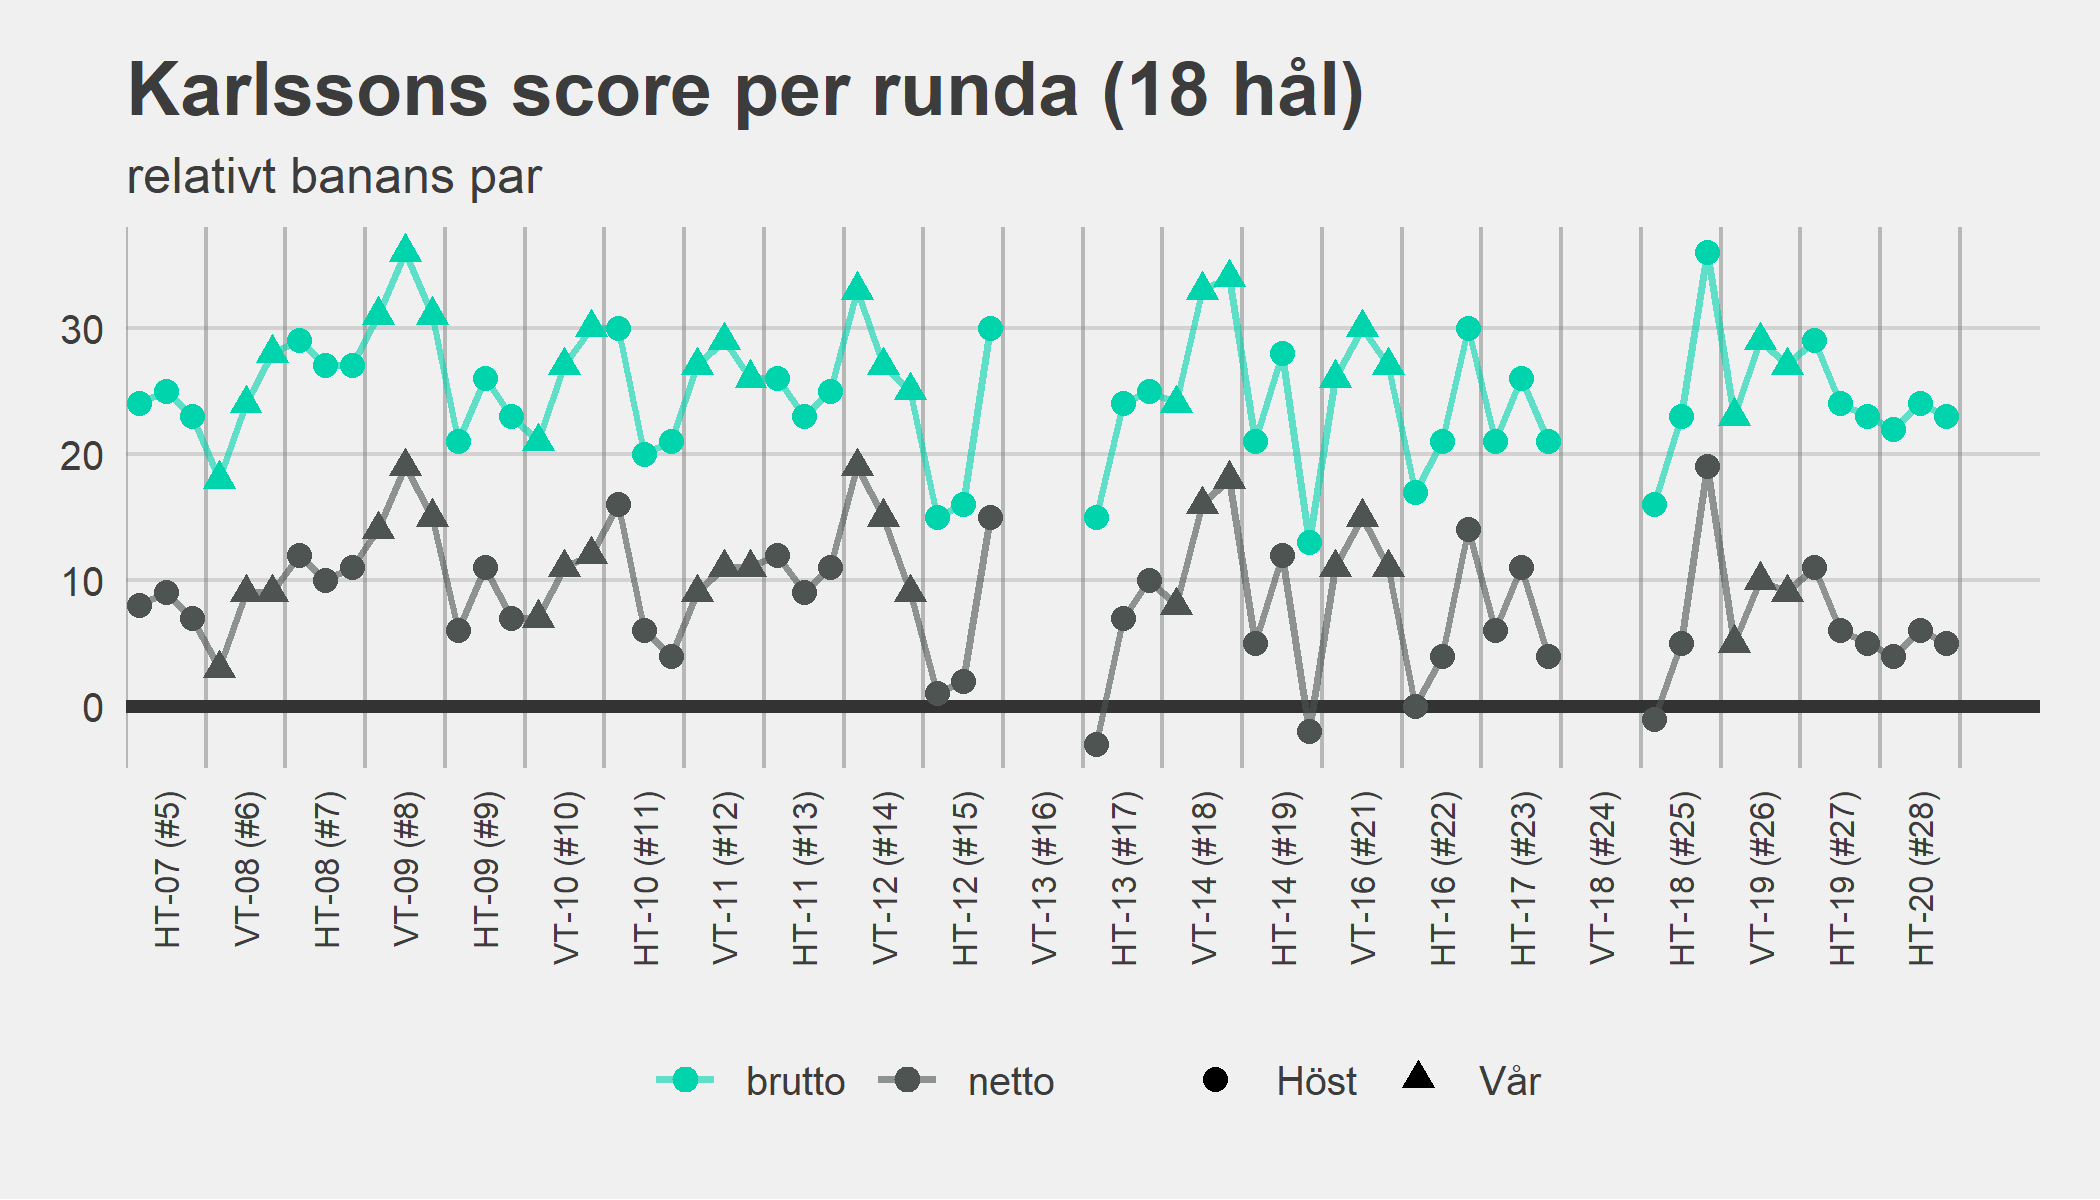 Karlssons score per runda (18 hål)
relativt banans par
30
20
10
0
HT-07 (#5)
VT-08 (#6)
HT-08 (#7)
VT-09 (#8)
HT-09 (#9)
VT-10 (#10)
HT-10 (#11)
VT-11 (#12)
HT-11 (#13)
VT-12 (#14)
HT-12 (#15)
VT-13 (#16)
HT-13 (#17)
VT-14 (#18)
HT-14 (#19)
VT-16 (#21)
HT-16 (#22)
HT-17 (#23)
VT-18 (#24)
HT-18 (#25)
VT-19 (#26)
HT-19 (#27)
HT-20 (#28)
brutto netto Höst Vår